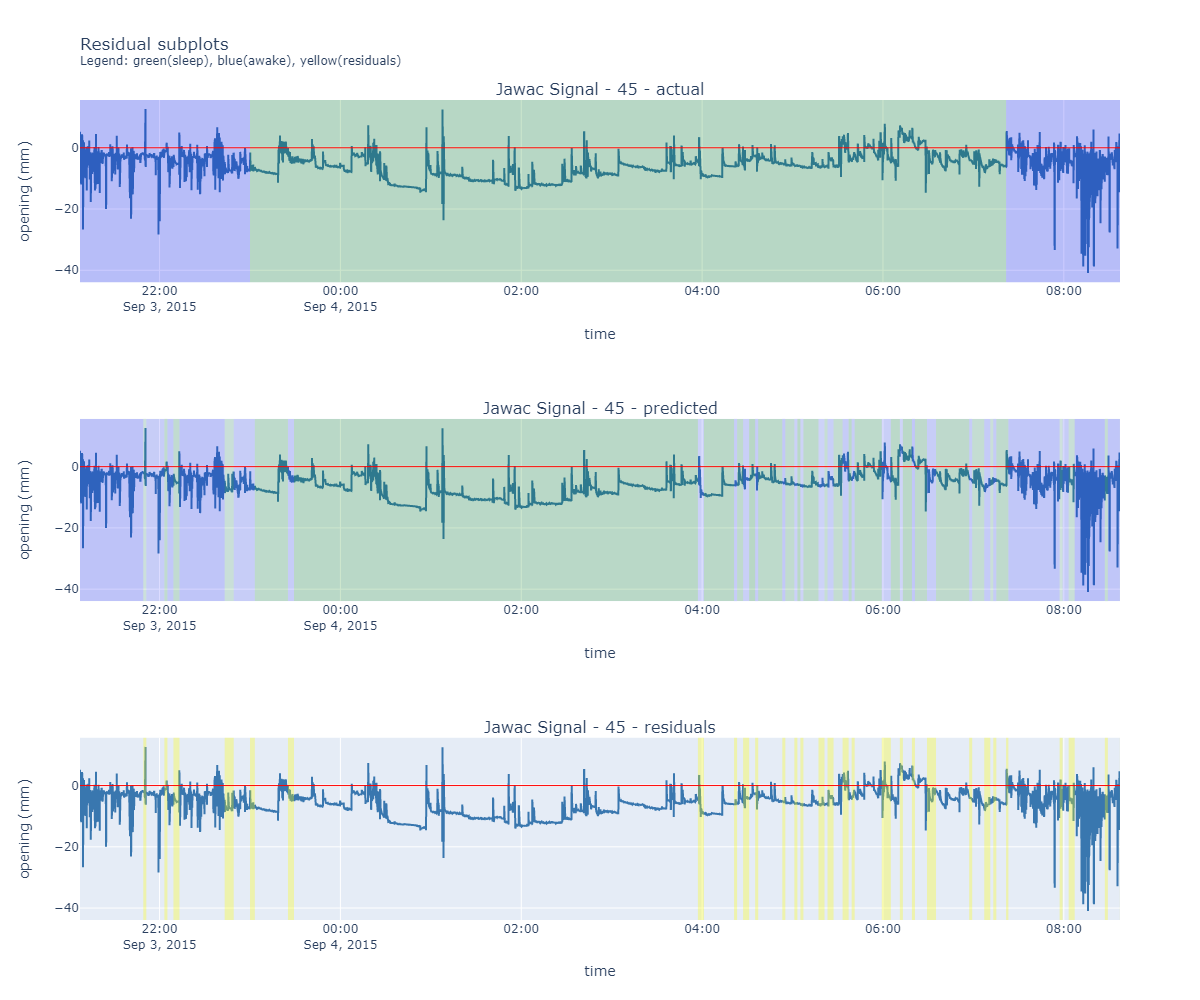 Residual subplots
Legend: green(sleep), blue(awake), yellow(residuals)
Jawac Signal - 45 - actual
opening (mm)
0
−20
−40
22:00 00:00 02:00 04:00 06:00 08:00
Sep 3, 2015 Sep 4, 2015
time
Jawac Signal - 45 - predicted
opening (mm)
0
−20
−40
22:00 00:00 02:00 04:00 06:00 08:00
Sep 3, 2015 Sep 4, 2015
time
Jawac Signal - 45 - residuals
opening (mm)
0
−20
−40
22:00 00:00 02:00 04:00 06:00 08:00
Sep 3, 2015 Sep 4, 2015
time